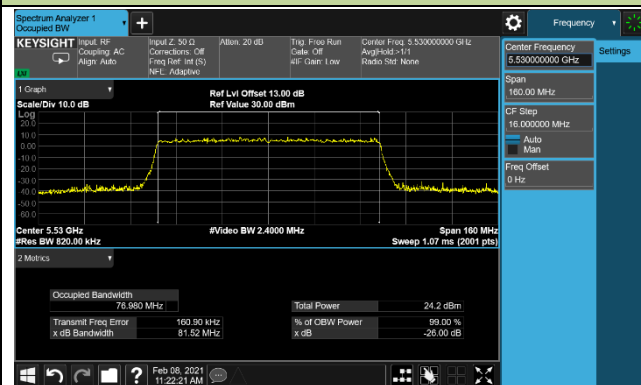 Spectrum Analyzer 1
Occupied BW
Frequency
KEYSIGHT
Input: RF
Coupling: AC
Align: Auto
Input Z: 50 Ω
Corrections: Off
Freq Ref: Int (S)
NFE: Adaptive
Atten: 20 dB
Trig: Free Run
Gate: Off
#IF Gain: Low
Center Freq: 5.530000000 GHz
Avg|Hold:>1/1
Radio Std: None
LXI
Center Frequency
5.530000000 GHz
Settings
Span
160.00 MHz
CF Step
16.000000 MHz
Auto
Man
Freq Offset
0 Hz
1 Graph
Scale/Div 10.0 dB
Ref Lvl Offset 13.00 dB
Ref Value 30.00 dBm
Log
20.0
10.0
0.00
-10.0
-20.0
-30.0
-40.0
-50.0
-60.0
Center 5.53 GHz
#Video BW 2.4000 MHz
Span 160 MHz
#Res BW 820.00 kHz
Sweep 1.07 ms (2001 pts)
2 Metrics
Occupied Bandwidth
76.980 MHz
Total Power 24.2 dBm
Transmit Freq Error 160.90 kHz
% of OBW Power 99.00 %
x dB Bandwidth 81.52 MHz
x dB -26.00 dB
Feb 08, 2021
11:22:21 AM